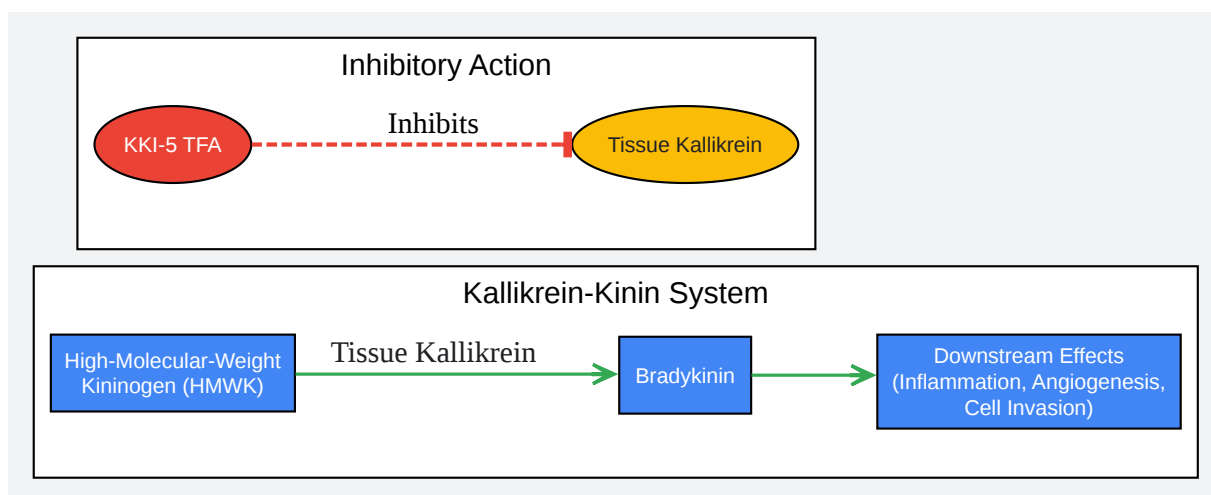 Inhibitory Action
KKI-5 TFA
Inhibits
Tissue Kallikrein
Kallikrein-Kinin System
High-Molecular-Weight
Kininogen (HMWK)
Tissue Kallikrein
Bradykinin
Downstream Effects
(Inflammation, Angiogenesis,
Cell Invasion)